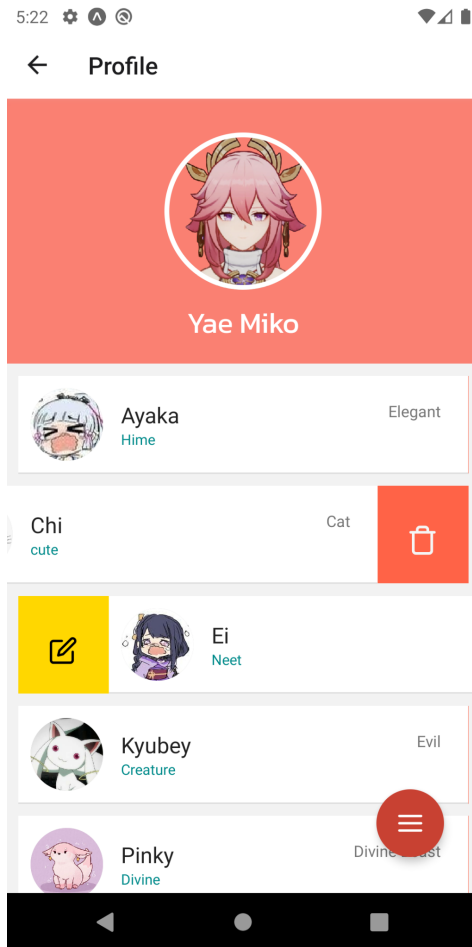 5:22
Profile
Yae Miko
Ayaka
Elegant
Hime
Chi
Cat
cute
Ei
Neet
Kyubey
Evil
Creature
Pinky
Divine
Divine